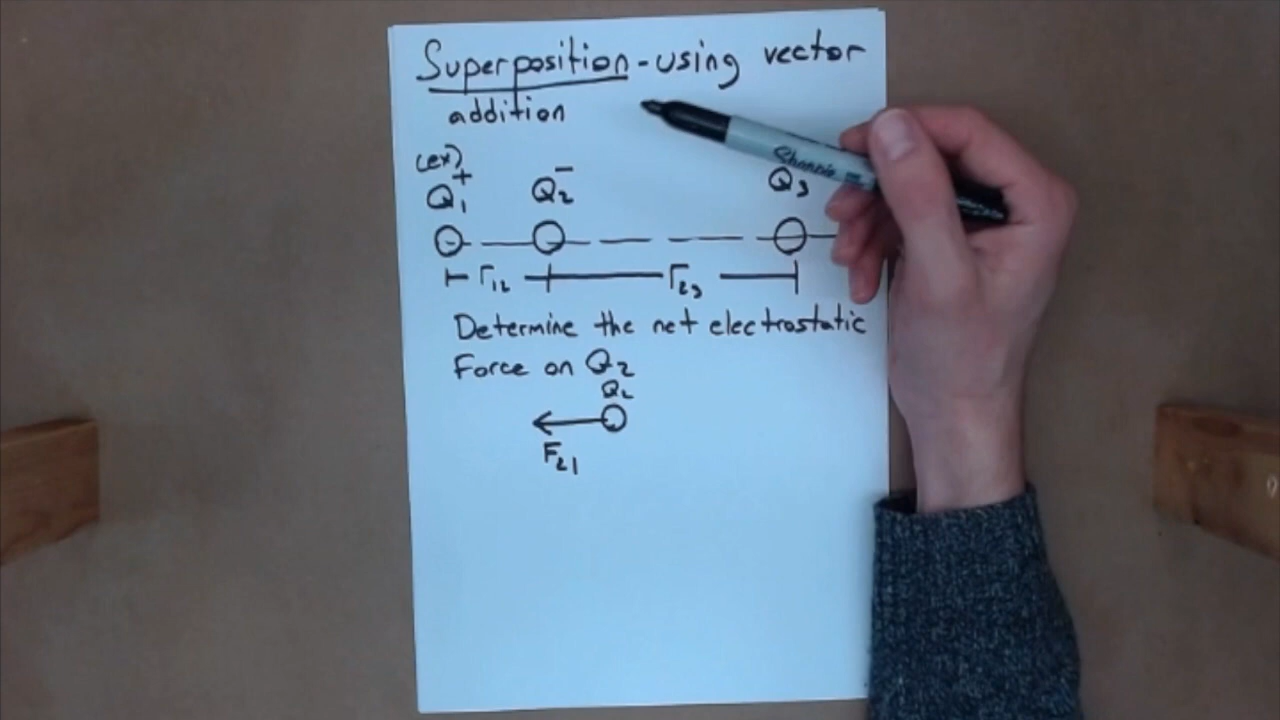 Superposition - using vector
addition
(ex)
Q₁⁺ Q₂⁻ Q₃
r₁₂ r₂₃
Determine the net electrostatic
Force on Q₂
Q₂
F₂₁
Sharpie